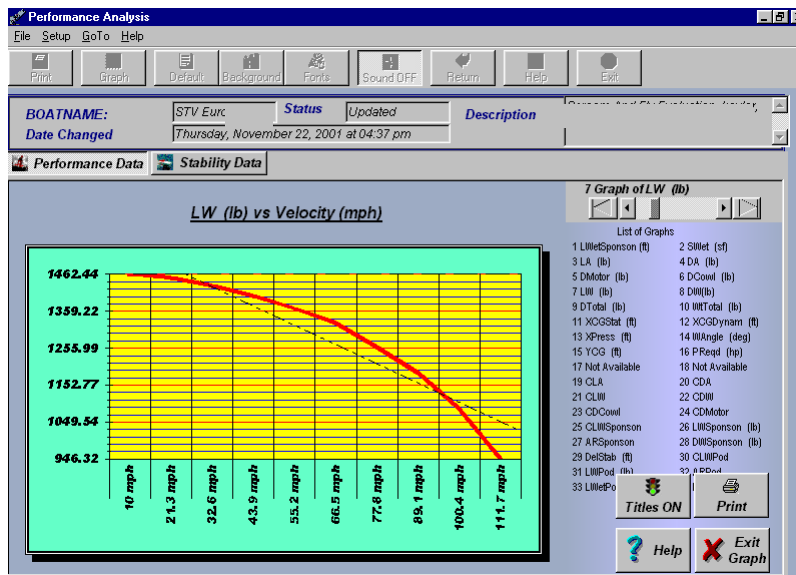 Performance Analysis
File Setup GoTo Help
Print Graph Default Background Fonts Sound OFF Return Help Exit
BOATNAME: STV Eurc Status Updated Description
Date Changed Thursday, November 22, 2001 at 04:37 pm
Performance Data Stability Data
7 Graph of LW (lb)
LW (lb) vs Velocity (mph)
List of Graphs
1 LWetSponson (ft) 2 SWet (sf)
3 LA (lb) 4 DA (lb)
5 DMotor (lb) 6 DCowl (lb)
7 LW (lb) 8 DW(lb)
9 DTotal (lb) 10 WtTotal (lb)
11 XCGStat (ft) 12 XCGDynam (ft)
13 XPress (ft) 14 WAngle (deg)
15 YCG (ft) 16 PReqd (hp)
17 Not Available 18 Not Available
19 CLA 20 CDA
21 CLW 22 CDW
23 CDCowl 24 CDMotor
25 CLWSponson 26 LWSponson (lb)
27 ARSponson 28 DWSponson (lb)
29 DelStab (ft) 30 CLWPod
31 LWPod (lb) 32 ARPod
33 LWetPo
1462.44
1359.22
1255.99
1152.77
1049.54
946.32
10 mph 21.3 mph 32.6 mph 43.9 mph 55.2 mph 66.5 mph 77.8 mph 89.1 mph 100.4 mph 111.7 mph
Titles ON Print
Help Exit Graph